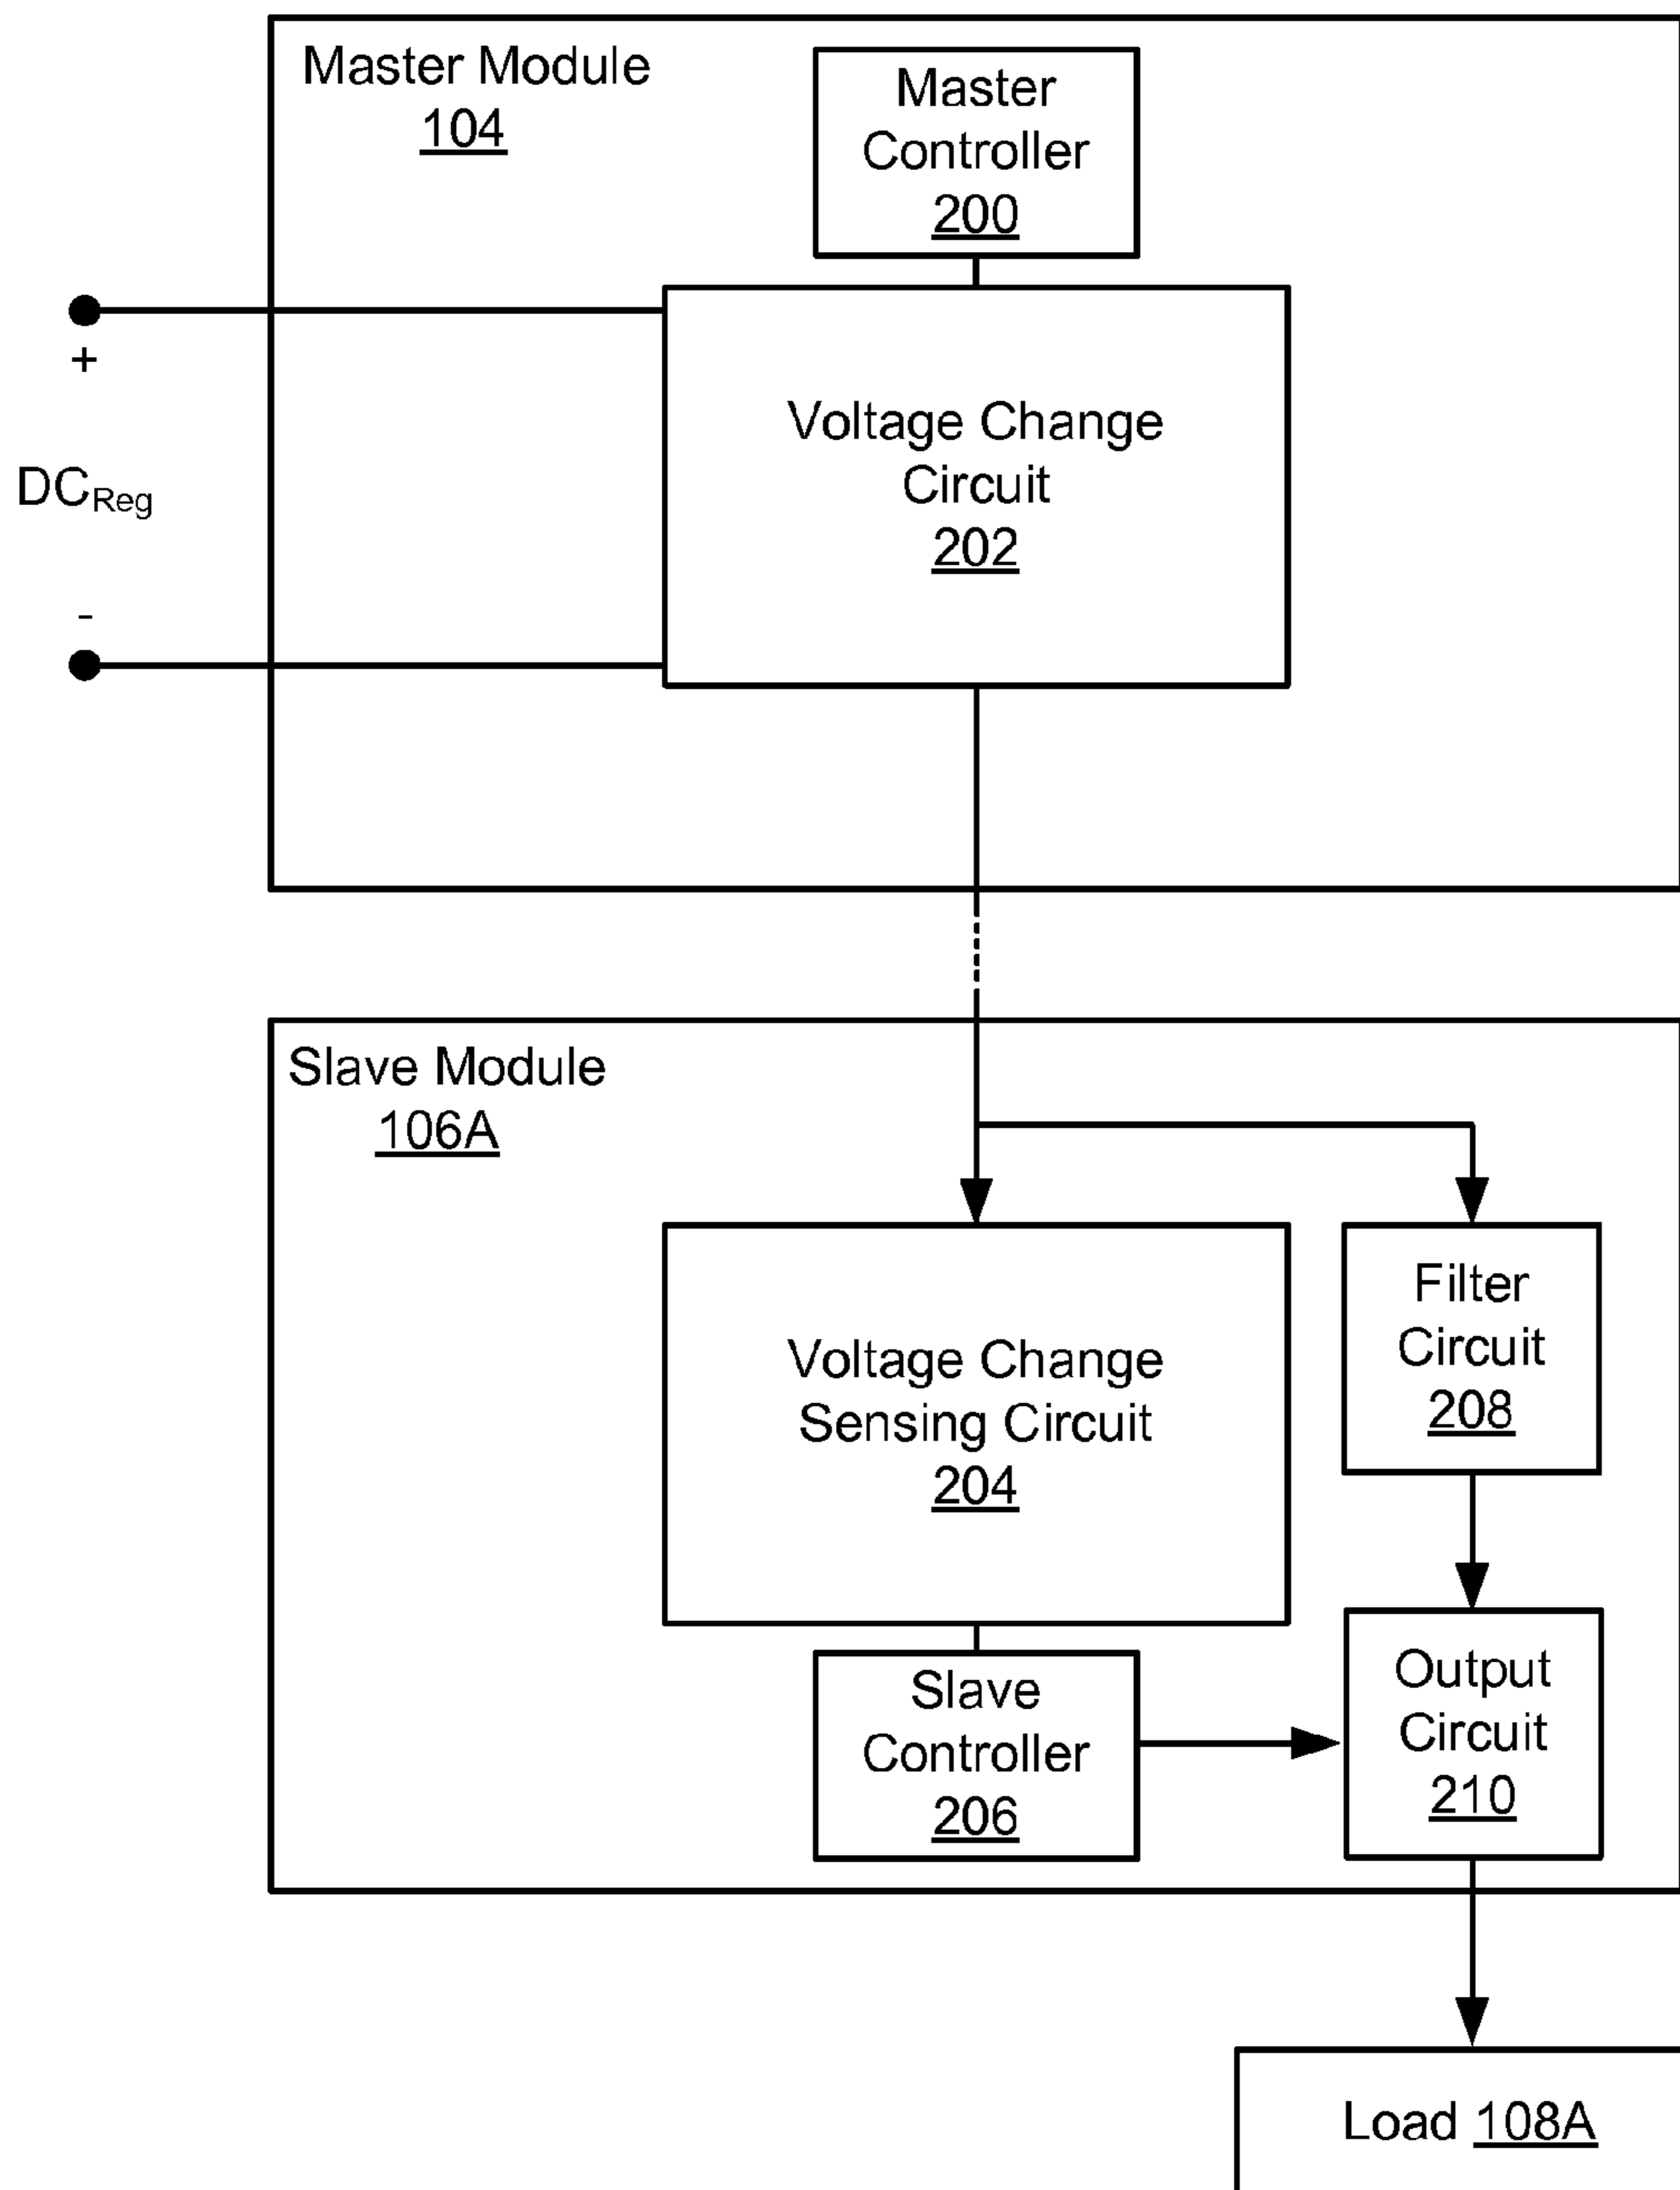 Master Module
104
Master
Controller
200
+
DCReg
-
Voltage Change
Circuit
202
Slave Module
106A
Voltage Change
Sensing Circuit
204
Filter
Circuit
208
Slave
Controller
206
Output
Circuit
210
Load 108A